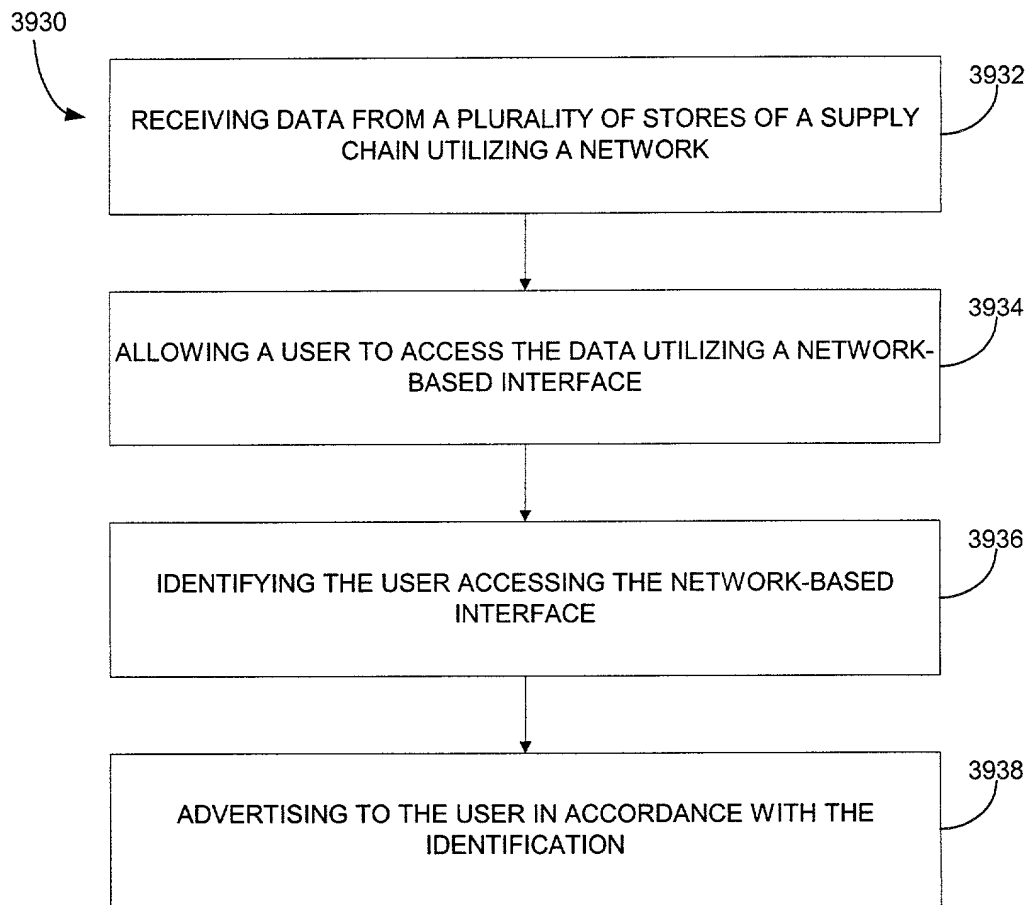 3930
3932
RECEIVING DATA FROM A PLURALITY OF STORES OF A SUPPLY
CHAIN UTILIZING A NETWORK
3934
ALLOWING A USER TO ACCESS THE DATA UTILIZING A NETWORK-
BASED INTERFACE
3936
IDENTIFYING THE USER ACCESSING THE NETWORK-BASED
INTERFACE
3938
ADVERTISING TO THE USER IN ACCORDANCE WITH THE
IDENTIFICATION